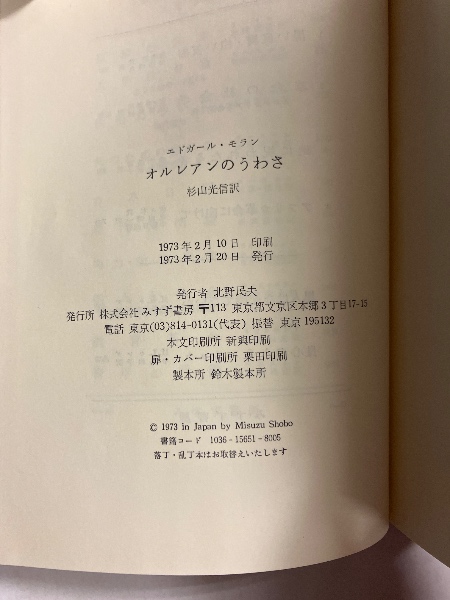 エドガール・モラン
オルレアンのうわさ
杉山光信訳
1973年2月10日 印刷
1973年2月20日 発行
発行者 北野民夫
発行所 株式会社みすず書房 〒113 東京都文京区本郷3丁目17-15
電話 東京(03)814-0131(代表) 振替 東京 195132
本文印刷所 新興印刷
扉・カバー印刷所 栗田印刷
製本所 鈴木製本所
© 1973 in Japan by Misuzu Shobo
書籍コード 1036-15651-8005
落丁・乱丁本はお取替えいたします